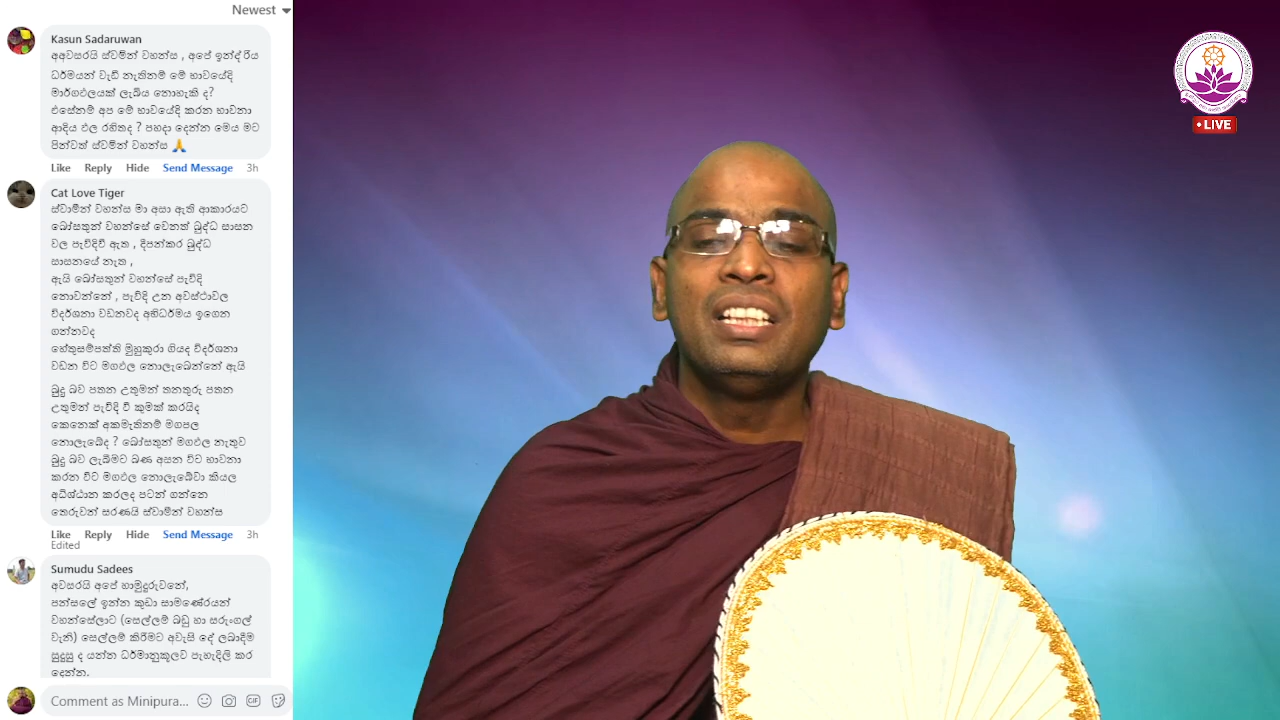 Newest
Kasun Sadaruwan
අඅවසරයි ස්වමින් වහන්ස , අපේ ඉන්ද්‍ රිය
ධර්මයන් වැඩි නැතිනම් මේ භාවයේදි
මාර්ගඵලයක් ලැබිය නොහැකි ද?
එසේනම් අප මේ භාවයේදි කරන භාවනා
ආදිය ඵල රහිතද ? පහදා දෙන්න මෙය මට
පින්වත් ස්වමින් වහන්ස 🙏
Like Reply Hide Send Message 3h
Cat Love Tiger
ස්වාමීන් වහන්ස මා අසා ඇති ආකාරයට
බෝසතුන් වහන්සේ වෙනත් බුද්ධ සාසන
වල පැවිදිවී ඇත , දීපන්කර බුද්ධ
සාසනයේ නැත ,
ඇයි බෝසතුන් වහන්සේ පැවිදි
නොවන්නේ , පැවිදි උන අවස්ථාවල
විදර්ශනා වඩනවද අභිධර්මය ඉගෙන
ගන්නවද
හේතුසම්පත්ති මුහුකුරා ගියද විදර්ශනා
වඩන විට මගඵල නොලැබෙන්නේ ඇයි
බුදු බව පතන උතුමන් තනතුරු පතන
උතුමන් පැවිදි වී කුමක් කරයිද
කෙනෙක් අකමැතිනම් මගපල
නොලැබේද ? බෝසතුන් මගඵල නැතුව
බුදු බව ලැබීමට බණ අසන විට භාවනා
කරන විට මගඵල නොලැබේවා කියල
අධිශ්ඨාන කරලද පටන් ගන්නෙ
තෙරුවන් සරණයි ස්වාමීන් වහන්ස
Like Reply Hide Send Message 3h
Edited
Sumudu Sadees
අවසරයි අපේ හාමුදුරුවනේ,
පන්සලේ ඉන්න කුඩා සාමණේරයන්
වහන්සේලාට (සෙල්ලම් බඩු හා සරුංගල්
වැනි) සෙල්ලම් කිරීමට අවැසි දේ ලබාදීම
සුදුසු ද යන්න ධර්මානුකූලව පැහැදිලි කර
දෙන්න.
Comment as Minipura...
GIF
LIVE